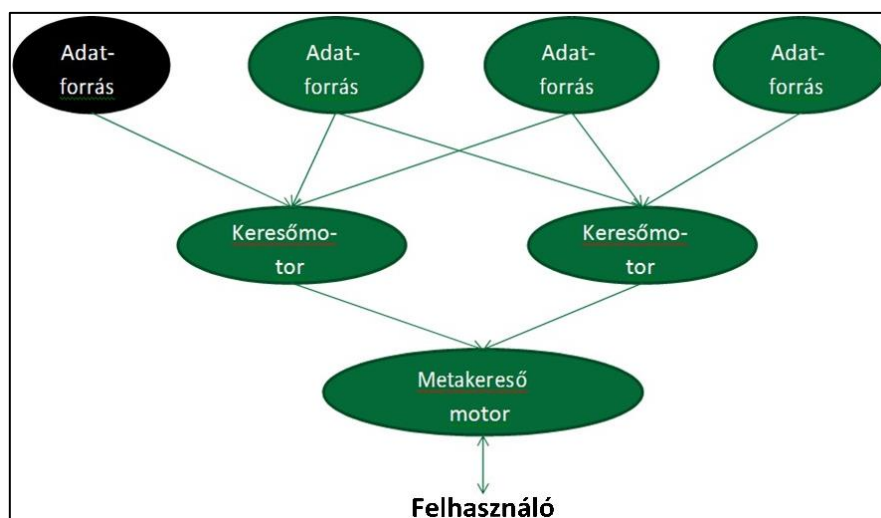 Adat-
forrás
Adat-
forrás
Adat-
forrás
Adat-
forrás
Keresőmo-
tor
Keresőmo-
tor
Metakereső
motor
Felhasználó